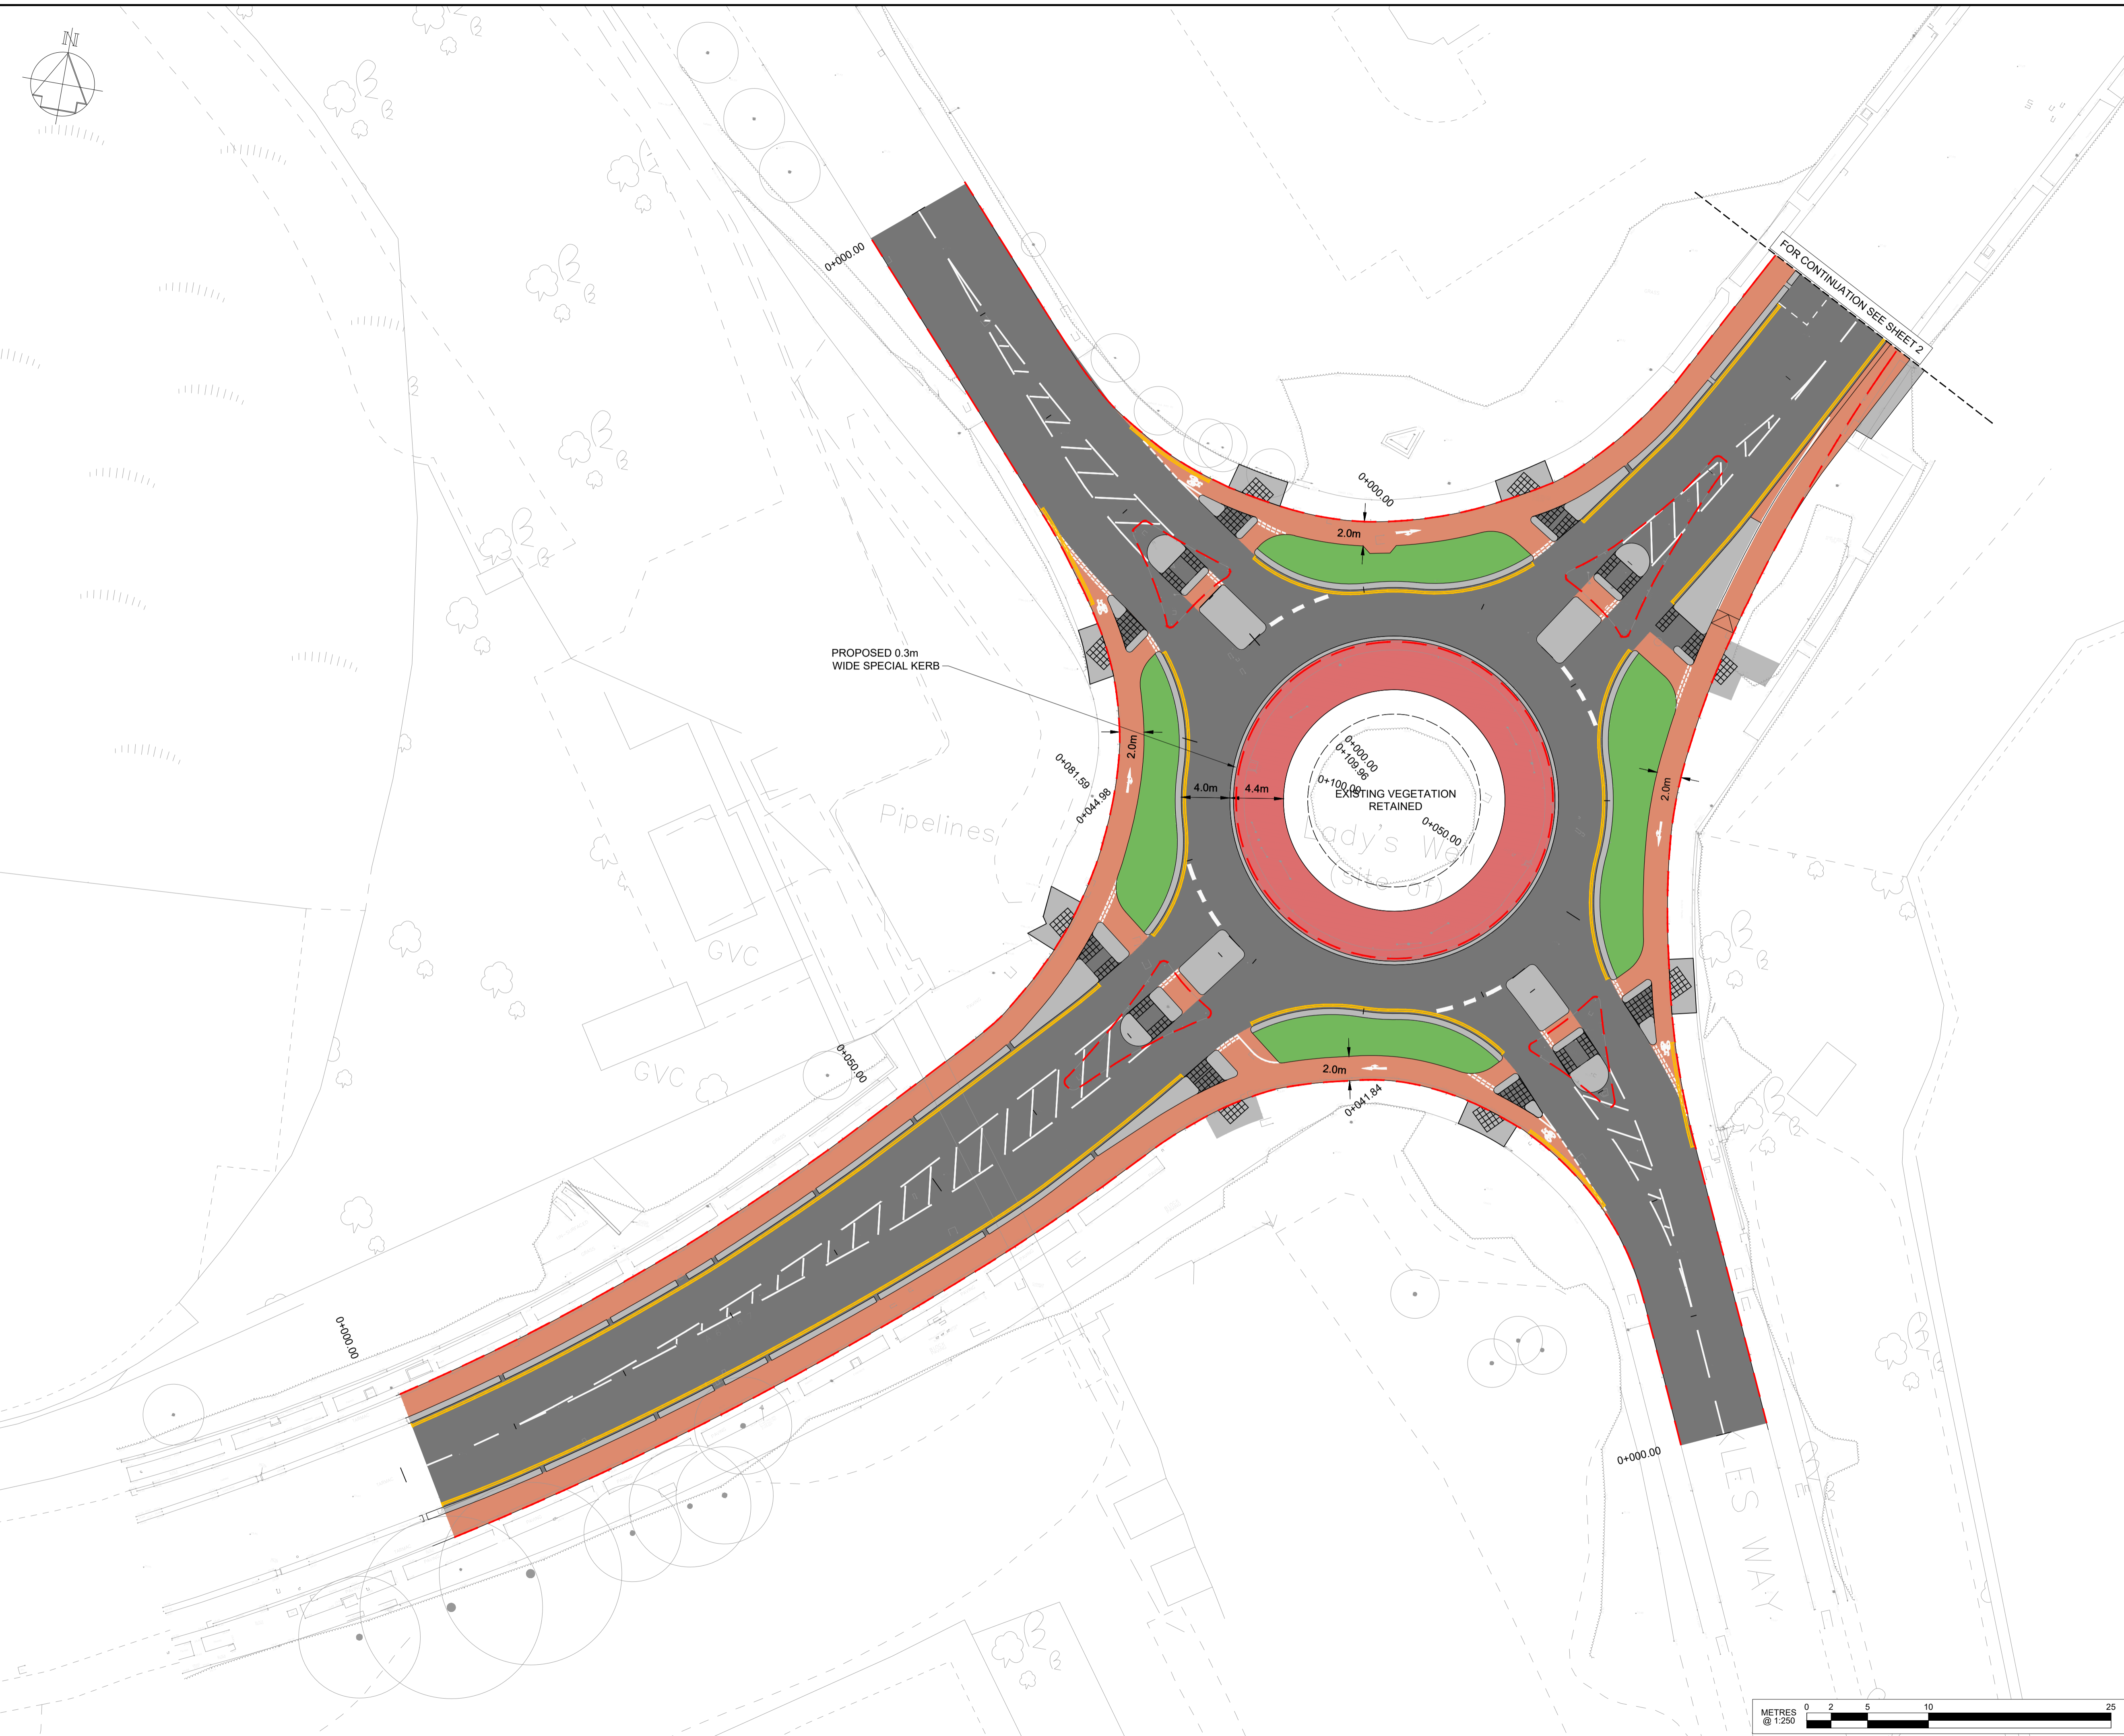 N
0+000.00
FOR CONTINUATION SEE SHEET 2
0+000.00
2.0m
PROPOSED 0.3m
WIDE SPECIAL KERB
2.0m
0+081.59
0+044.98
4.0m
4.4m
0+000.00
0+109.96
0+100.00
EXISTING VEGETATION
RETAINED
0+050.00
2.0m
Pipelines
Lady's Well
(site of)
GVC
GVC
0+050.00
2.0m
0+041.84
0+000.00
0+000.00
LES WAY
METRES
@ 1:250
0 2 5 10 25